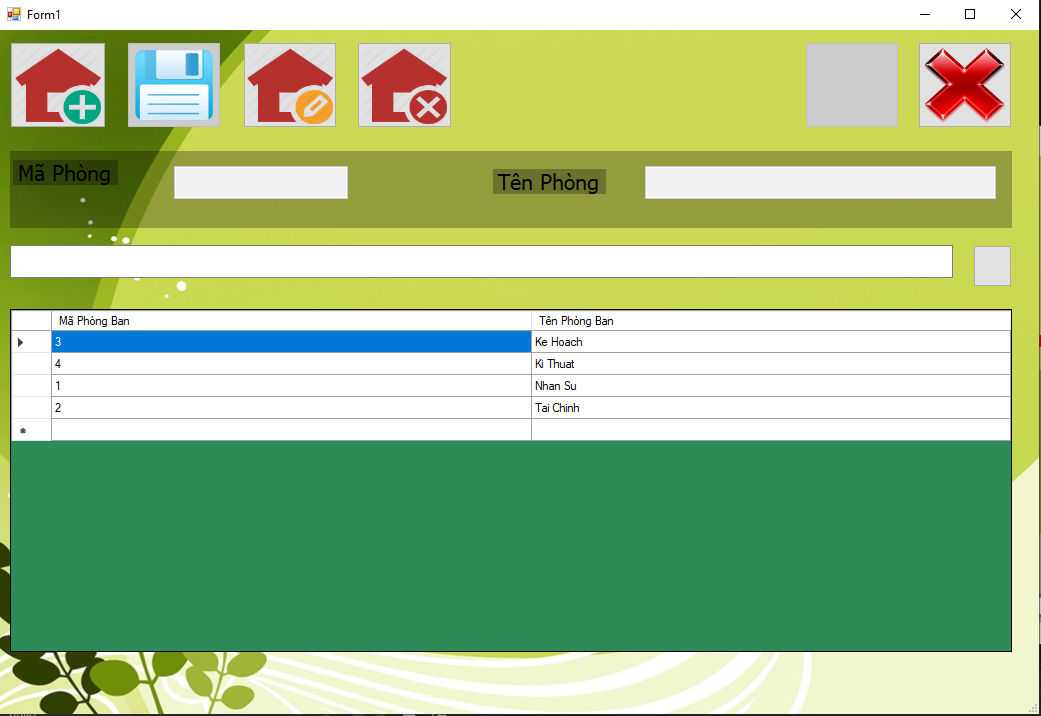 Form1
Mã Phòng
Tên Phòng
Mã Phòng Ban Tên Phòng Ban
3 Ke Hoach
4 Ki Thuat
1 Nhan Su
2 Tai Chinh